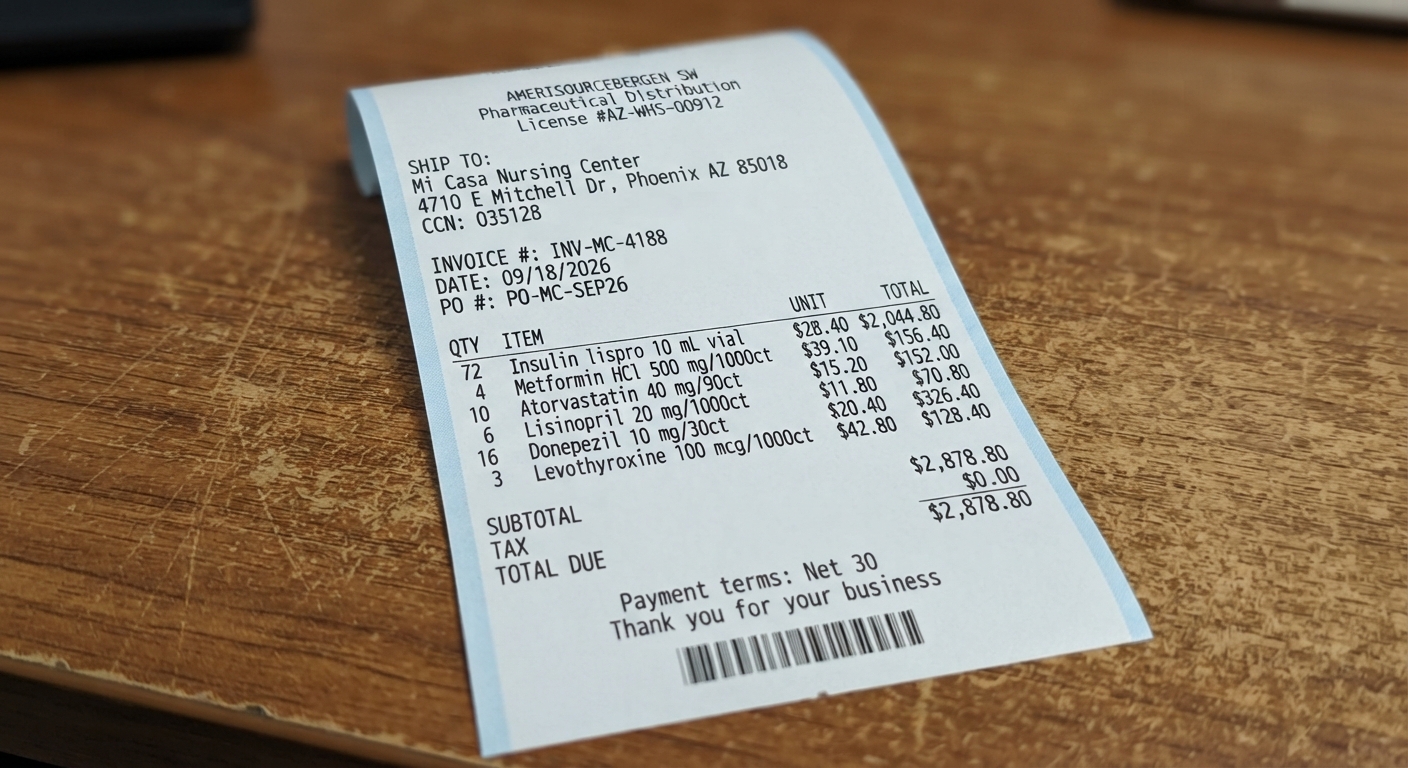 AMERISOURCEBERGEN SW
Pharmaceutical Distribution
License #AZ-WHS-00912
SHIP TO:
Mi Casa Nursing Center
4710 E Mitchell Dr, Phoenix AZ 85018
CCN: 035128
INVOICE #: INV-MC-4188
DATE: 09/18/2026
PO #: PO-MC-SEP26
QTY ITEM UNIT TOTAL
72 Insulin lispro 10 mL vial $28.40 $2,044.80
4 Metformin HCl 500 mg/1000ct $39.10 $156.40
10 Atorvastatin 40 mg/90ct $15.20 $152.00
6 Lisinopril 20 mg/1000ct $11.80 $70.80
16 Donepezil 10 mg/30ct $20.40 $326.40
3 Levothyroxine 100 mcg/1000ct $42.80 $128.40
SUBTOTAL $2,878.80
TAX $0.00
TOTAL DUE $2,878.80
Payment terms: Net 30
Thank you for your business